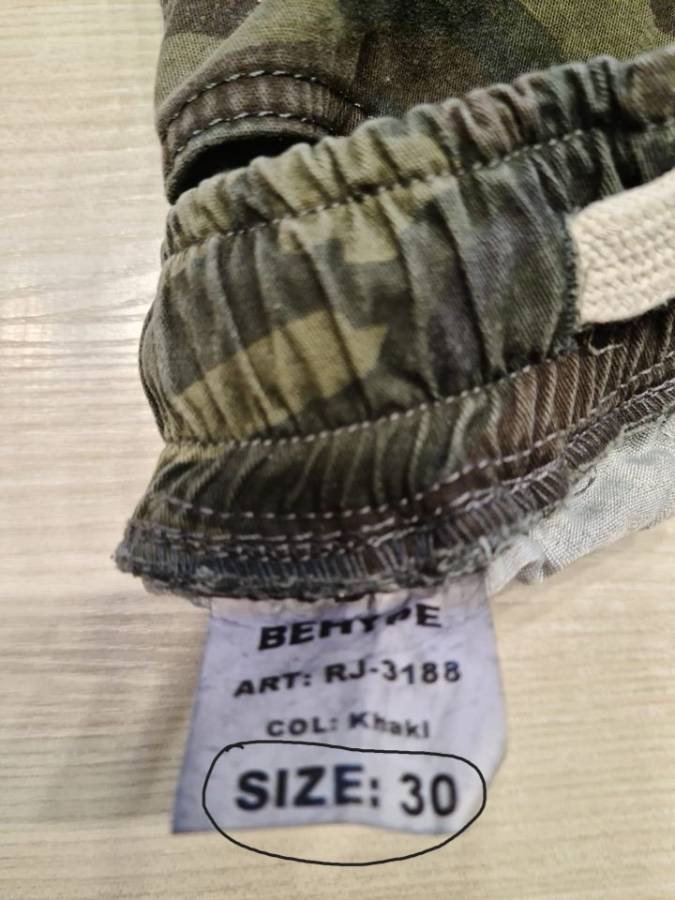 BEHYPE
ART: RJ-3188
COL: Khaki
SIZE: 30